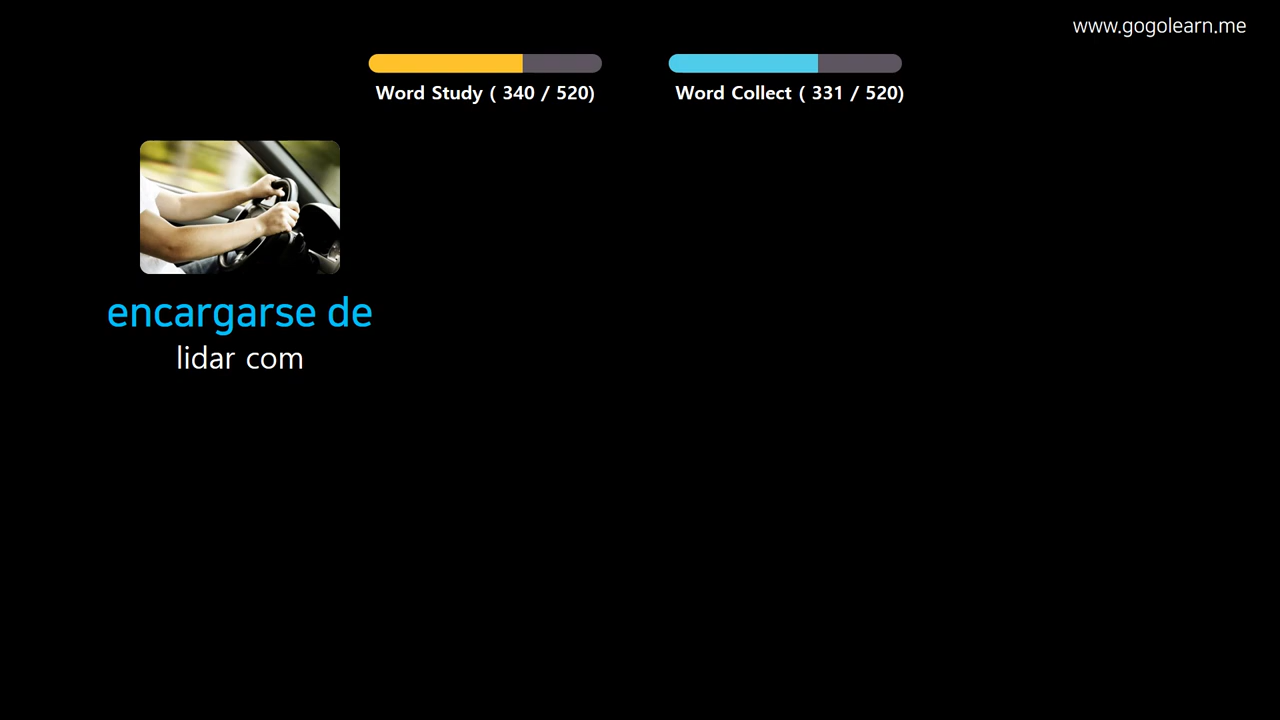 www.gogolearn.me
Word Study ( 340 / 520)
Word Collect ( 331 / 520)
encargarse de
lidar com